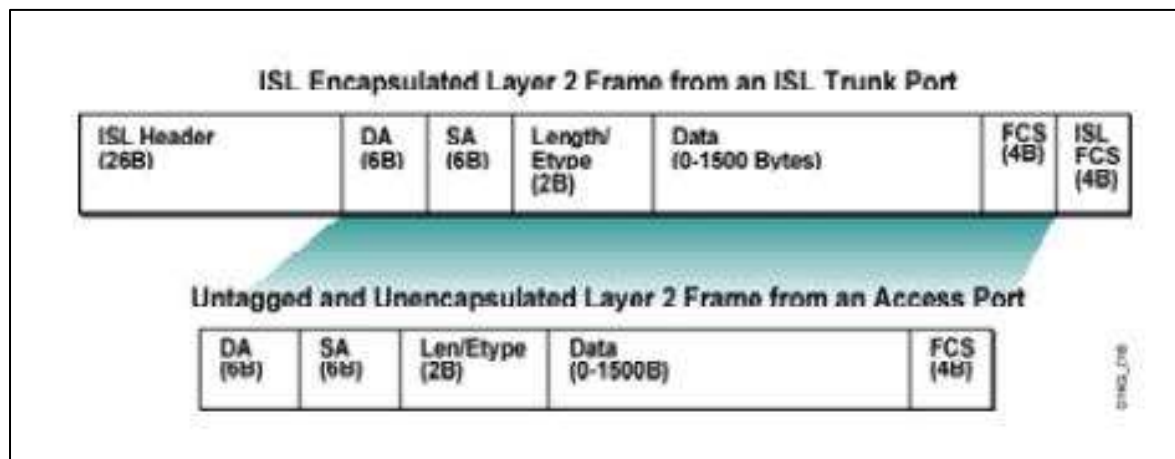 ISL Encapsulated Layer 2 Frame from an ISL Trunk Port
ISL Header
(26B)
DA
(6B)
SA
(6B)
Length/
Etype
(2B)
Data
(0-1500 Bytes)
FCS
(4B)
ISL
FCS
(4B)
Untagged and Unencapsulated Layer 2 Frame from an Access Port
DA
(6B)
SA
(6B)
Len/Etype
(2B)
Data
(0-1500B)
FCS
(4B)